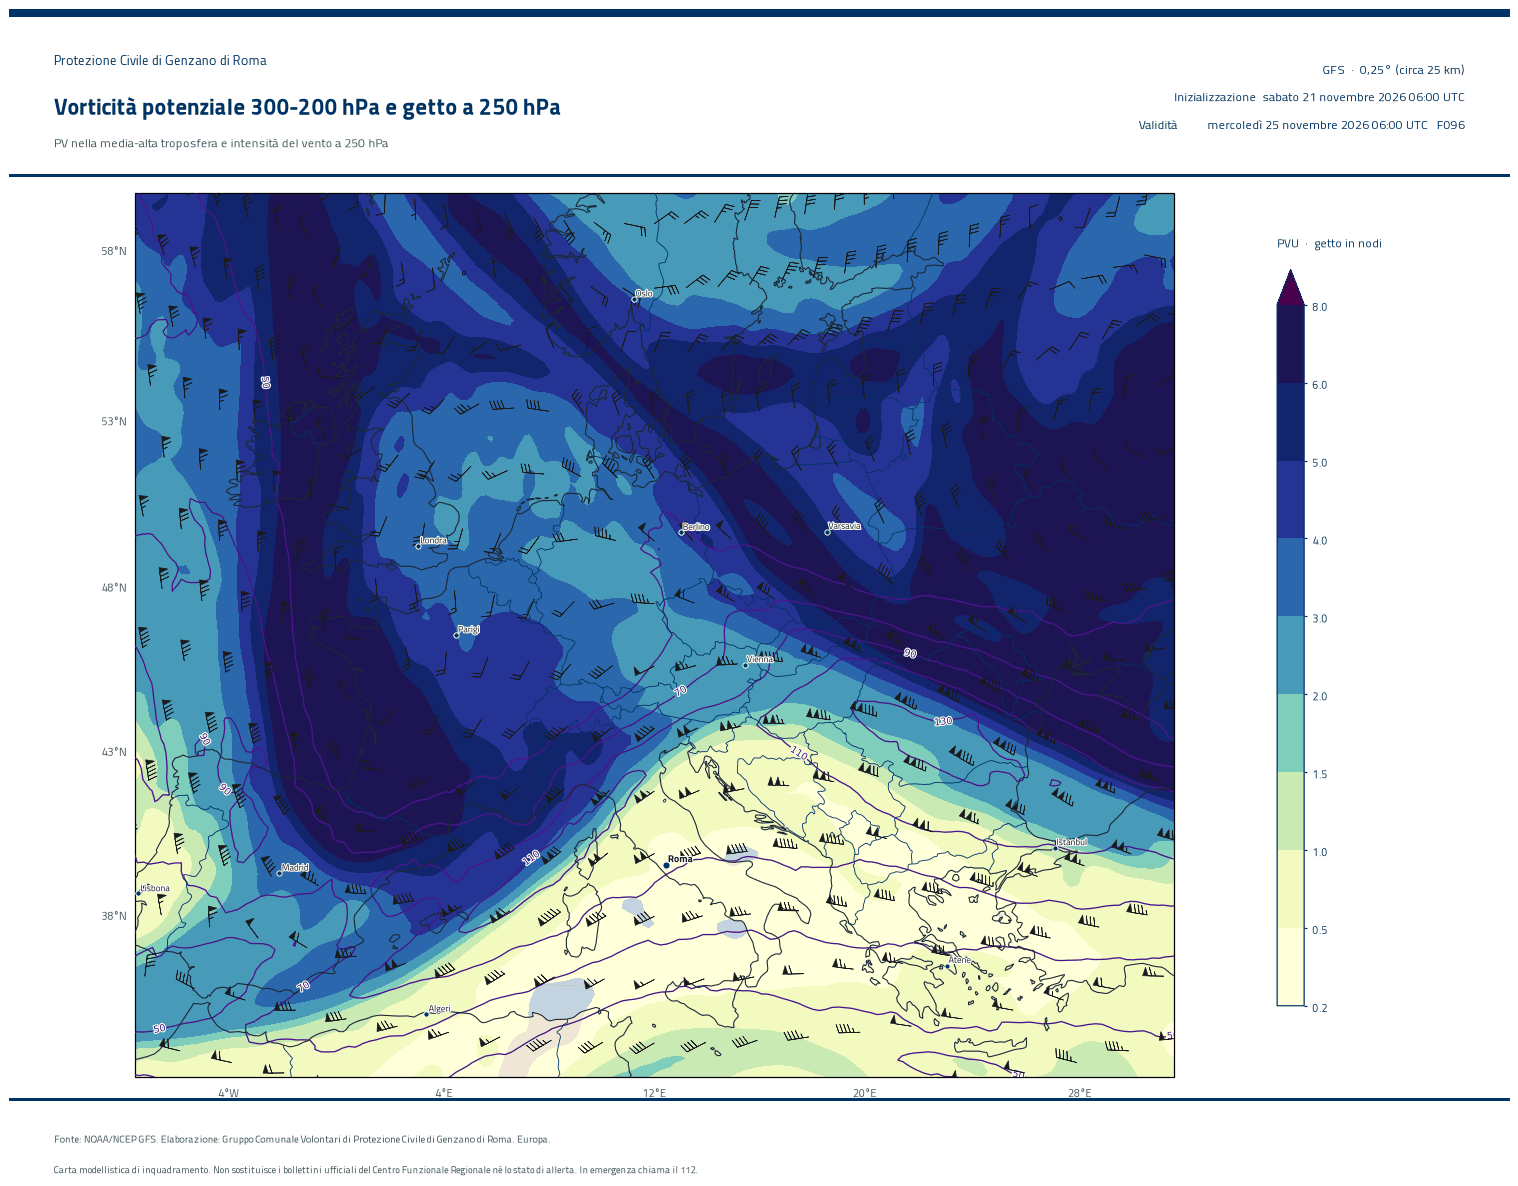 Protezione Civile di Genzano di Roma
Vorticità potenziale 300-200 hPa e getto a 250 hPa
PV nella media-alta troposfera e intensità del vento a 250 hPa
GFS · 0,25° (circa 25 km)
Inizializzazione sabato 21 novembre 2026 06:00 UTC
Validità mercoledì 25 novembre 2026 06:00 UTC F096
PVU · getto in nodi
8.0
6.0
5.0
4.0
3.0
2.0
1.5
1.0
0.5
0.2
58°N
53°N
48°N
43°N
38°N
4°W
4°E
12°E
20°E
28°E
Oslo
50
Londra
Berlino
Varsavia
Parigi
Vienna
90
70
130
90
110
90
110
Istanbul
Roma
Madrid
Lisbona
Atene
70
Algeri
50
50
50
Fonte: NOAA/NCEP GFS. Elaborazione: Gruppo Comunale Volontari di Protezione Civile di Genzano di Roma. Europa.
Carta modellistica di inquadramento. Non sostituisce i bollettini ufficiali del Centro Funzionale Regionale né lo stato di allerta. In emergenza chiama il 112.